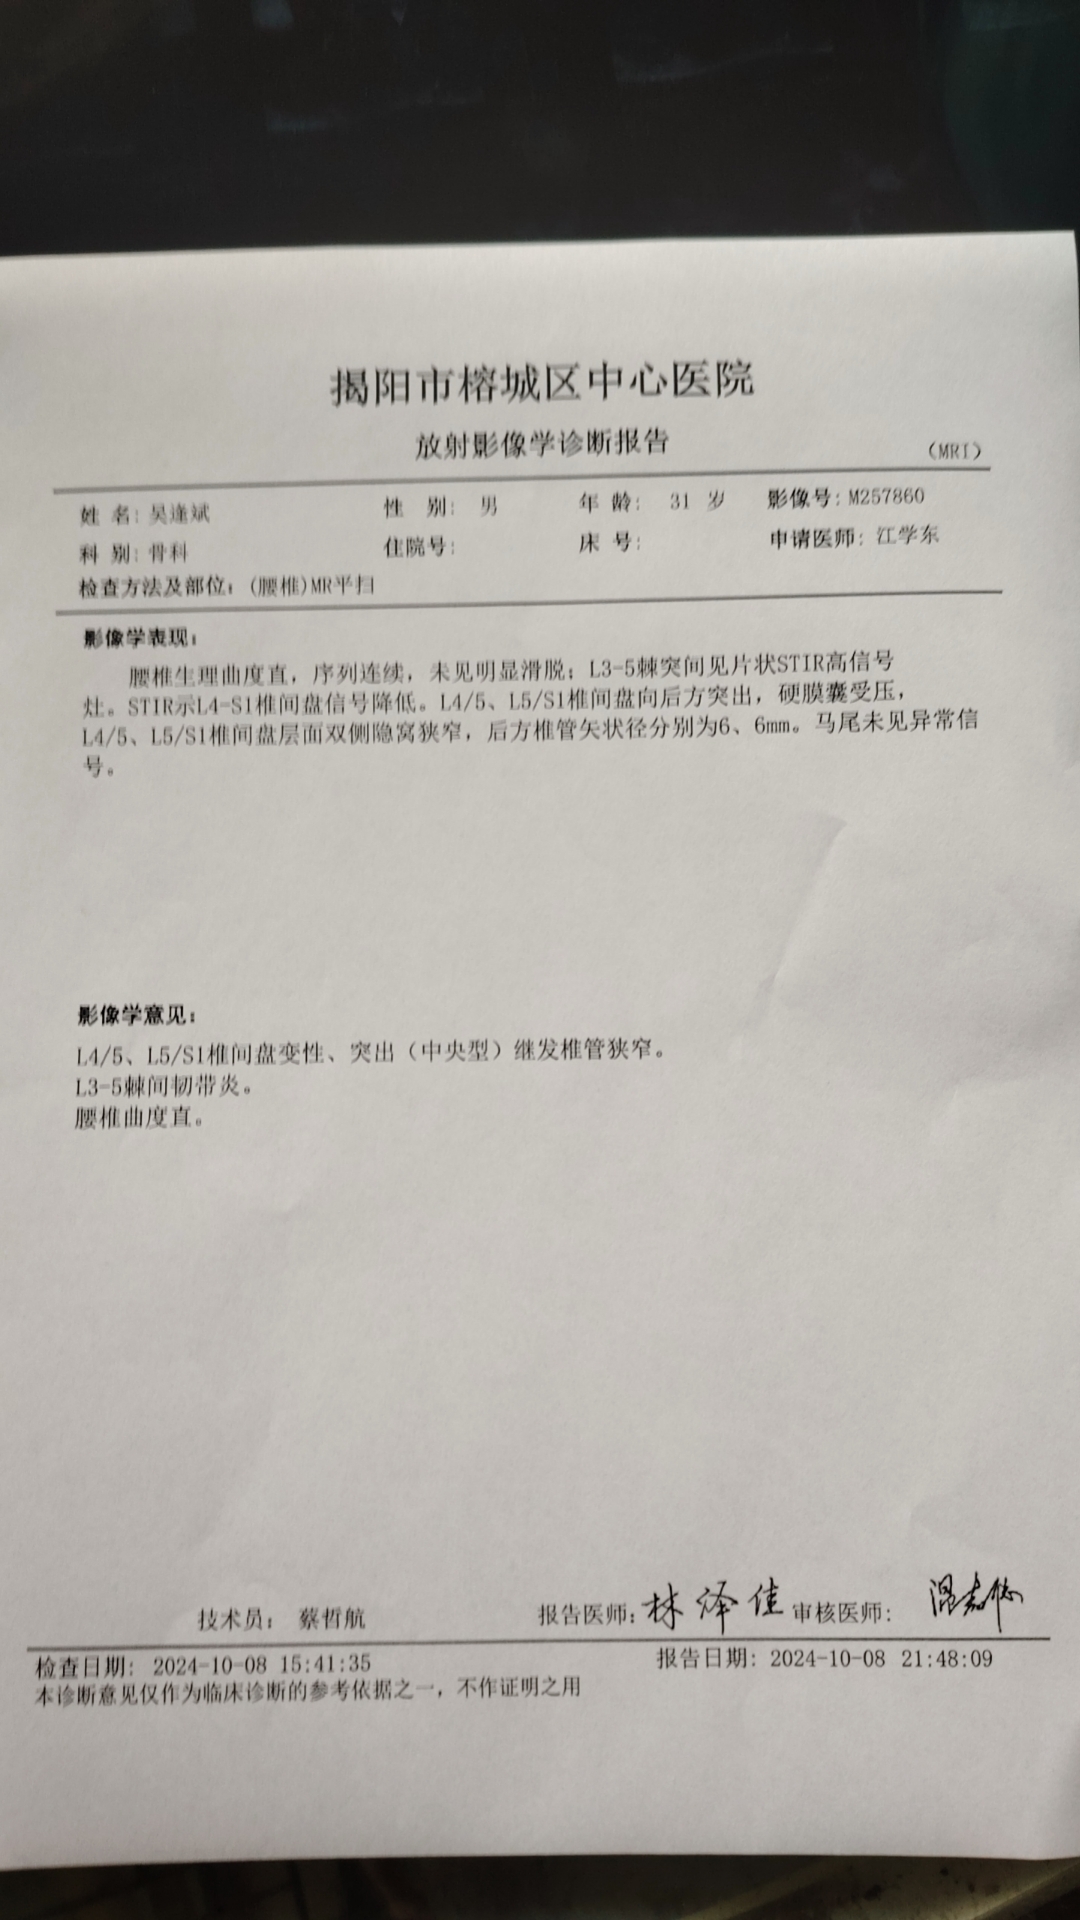 揭阳市榕城区中心医院
放射影像学诊断报告
(MRI)
姓 名: 吴逢斌 性 别: 男 年 龄: 31 岁 影像号: M257860
科 别: 骨科 住院号: 床 号: 申请医师: 江学东
检查方法及部位: (腰椎)MR平扫
影像学表现:
腰椎生理曲度直，序列连续，未见明显滑脱；L3-5棘突间见片状STIR高信号
灶。STIR示L4-S1椎间盘信号降低。L4/5、L5/S1椎间盘向后方突出，硬膜囊受压，
L4/5、L5/S1椎间盘层面双侧隐窝狭窄，后方椎管矢状径分别为6、6mm。马尾未见异常信
号。
影像学意见:
L4/5、L5/S1椎间盘变性、突出（中央型）继发椎管狭窄。
L3-5棘间韧带炎。
腰椎曲度直。
技术员: 蔡哲航 报告医师: 林泽佳 审核医师:
检查日期: 2024-10-08 15:41:35 报告日期: 2024-10-08 21:48:09
本诊断意见仅作为临床诊断的参考依据之一，不作证明之用